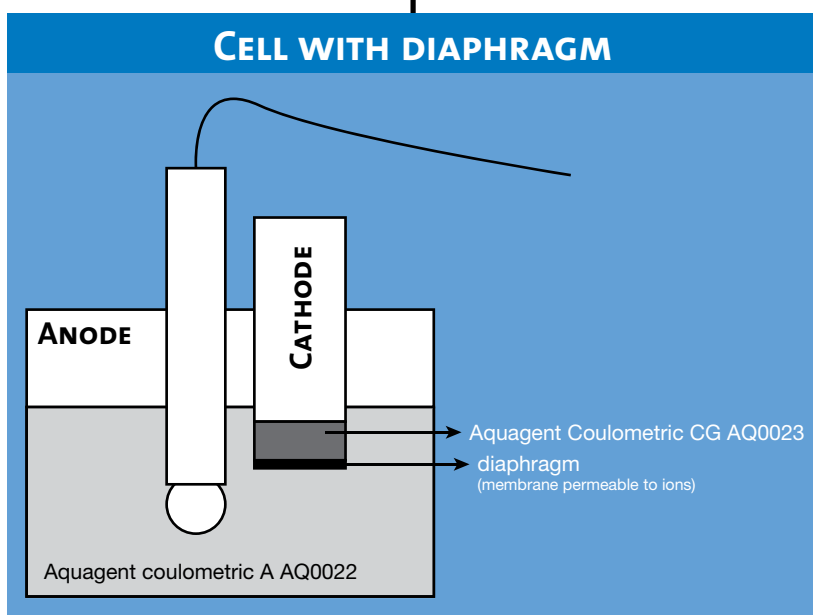 CELL WITH DIAPHRAGM
ANODE
CATHODE
Aquagent Coulometric CG AQ0023
diaphragm
(membrane permeable to ions)
Aquagent coulometric A AQ0022